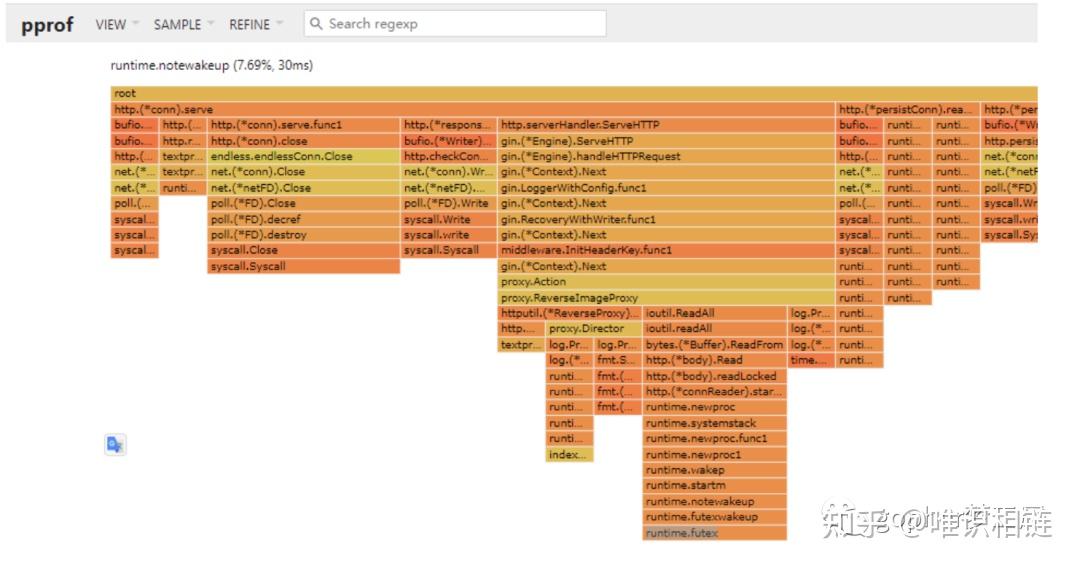 pprof VIEW SAMPLE REFINE Search regexp
runtime.notewakeup (7.69%, 30ms)
root
http.(*conn).serve http.(*persistConn).rea... http.(*per
bufio.... http.(... http.(*conn).serve.func1 http.(*respons... http.serverHandler.ServeHTTP bufio.... runti... runti... bufio.(*Wr
bufio.... http.r... http.(*conn).close bufio.(*Writer)... gin.(*Engine).ServeHTTP bufio.... runti... runti... http.persis
http.(... textpr... endless.endlessConn.Close http.checkCon... gin.(*Engine).handleHTTPRequest http.(... runti... runti... net.(*conn
net.(*... textpr... net.(*conn).Close net.(*conn).Wr... gin.(*Context).Next net.(*... runti... runti... net.(*netF
net.(*... runti... net.(*netFD).Close net.(*netFD).... gin.LoggerWithConfig.func1 net.(*... runti... runti... poll.(*FD)
poll.(... poll.(*FD).Close poll.(*FD).Write gin.(*Context).Next poll.(... runti... runti... syscall.Wr
syscal... poll.(*FD).decref syscall.Write gin.RecoveryWithWriter.func1 syscal... runti... runti... syscall.wri
syscal... poll.(*FD).destroy syscall.write gin.(*Context).Next syscal... runti... runti... syscall.Sy
syscal... syscall.Close syscall.Syscall middleware.InitHeaderKey.func1 syscal... runti... runti...
syscall.Syscall gin.(*Context).Next runti... runti... runti...
proxy.Action runti... runti... runti...
proxy.ReverseImageProxy runti... runti...
httputil.(*ReverseProxy)... ioutil.ReadAll log.Pr... runti...
http.... proxy.Director ioutil.readAll log.(*... runti...
textpr... log.Pr... log.Pr... bytes.(*Buffer).ReadFrom log.(*... runti...
log.(*... fmt.S... http.(*body).Read time.... runti...
runti... fmt.(... http.(*body).readLocked
runti... fmt.(... http.(*connReader).star...
runti... fmt.(... runtime.newproc
runti... runtime.systemstack
runti... runtime.newproc.func1
index... runtime.newproc1
runtime.wakep
runtime.startm
runtime.notewakeup
runtime.futexwakeup
runtime.futex
知乎 @唯识相链